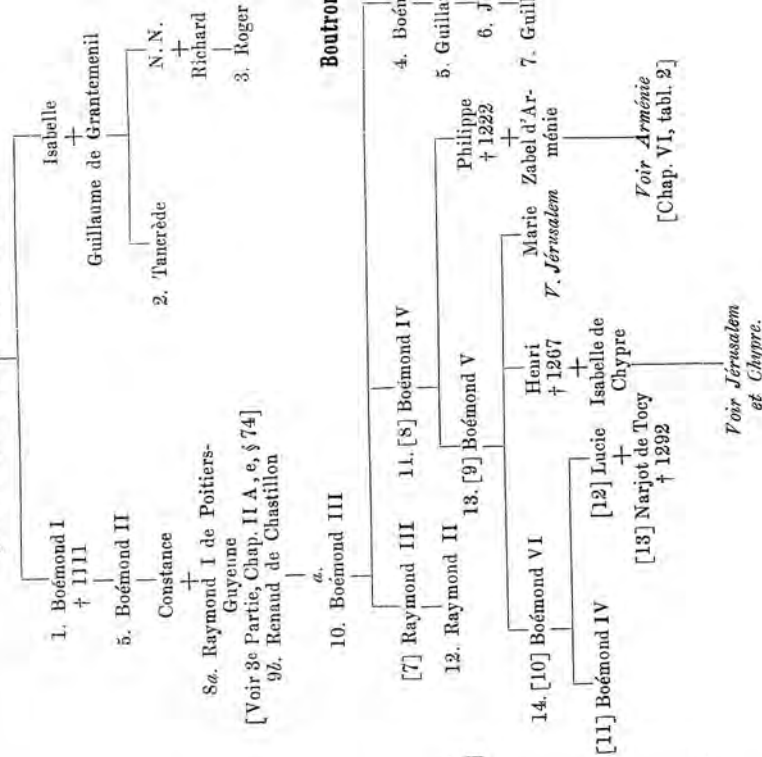 Isabelle
+
Guillaume de Grantemenil
1. Boémond I
† 1111
2. Tancrède
N. N.
+
Richard
3. Roger
5. Boémond II
Constance
+
8a. Raymond I de Poitiers-
Guyenne
[Voir 3e Partie, Chap. II A, e, § 74]
9b. Renaud de Chastillon
a.
10. Boémond III
Boutron
[7] Raymond III
12. Raymond II
11. [8] Boémond IV
4. Boém
5. Guillau
6. J
7. Guill
13. [9] Boémond V
Philippe
† 1222
+
Zabel d'Ar-
ménie
14. [10] Boémond VI
Henri
† 1267
+
Isabelle de
Chypre
Marie
V. Jérusalem
Voir Arménie
[Chap. VI, tabl. 2]
[11] Boémond IV
[12] Lucie
+
[13] Narjot de Tocy
† 1292
Voir Jérusalem
et Chypre.